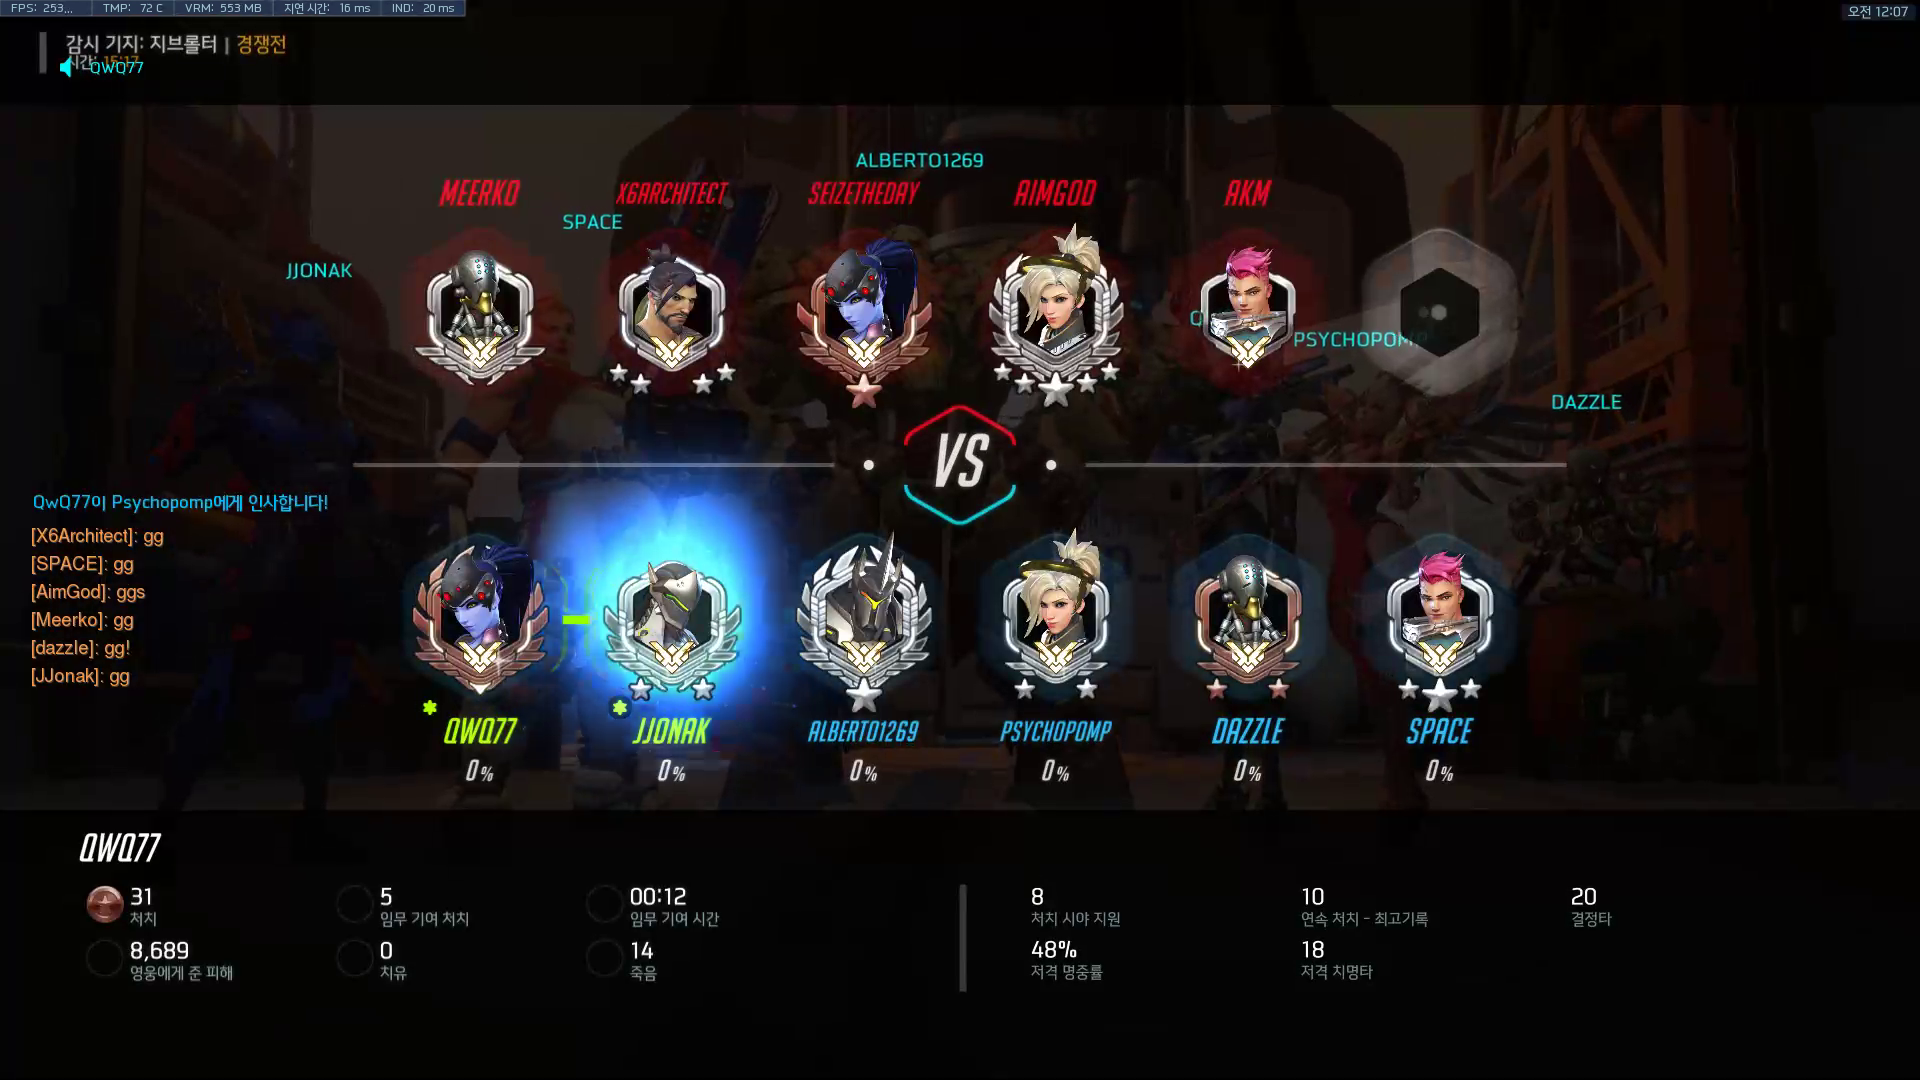 FPS: 253... TMP: 72 C VRM: 553 MB 지연 시간: 16 ms IND: 20 ms
오전 12:07
감시 기지: 지브롤터 | 경쟁전
시간: 15:17
QWQ77
ALBERTO1269
MEERKO X6ARCHITECT SEIZETHEDAY AIMGOD AKM
SPACE
JJONAK
PSYCHOPOMP
DAZZLE
VS
QwQ77이 Psychopomp에게 인사합니다!
[X6Architect]: gg
[SPACE]: gg
[AimGod]: ggs
[Meerko]: gg
[dazzle]: gg!
[JJonak]: gg
QWQ77 JJONAK ALBERTO1269 PSYCHOPOMP DAZZLE SPACE
0% 0% 0% 0% 0% 0%
QWQ77
31 5 00:12 8 10 20
처치 임무 기여 처치 임무 기여 시간 처치 시야 지원 연속 처치 - 최고기록 결정타
8,689 0 14 48% 18
영웅에게 준 피해 치유 죽음 저격 명중률 저격 치명타